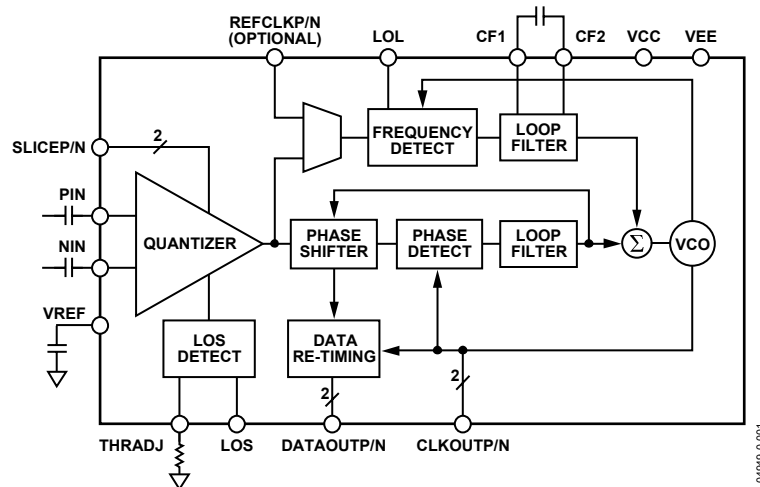 REFCLKP/N
(OPTIONAL)
LOL
CF1
CF2
VCC
VEE
SLICEP/N
2
FREQUENCY
DETECT
LOOP
FILTER
PIN
NIN
QUANTIZER
PHASE
SHIFTER
PHASE
DETECT
LOOP
FILTER
Σ
VCO
VREF
LOS
DETECT
DATA
RE-TIMING
2
2
THRADJ
LOS
DATAOUTP/N
CLKOUTP/N